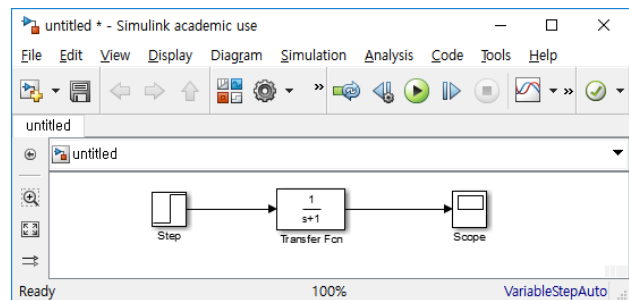 untitled * - Simulink academic use
File Edit View Display Diagram Simulation Analysis Code Tools Help
untitled
untitled
1
s+1
Step
Transfer Fcn
Scope
Ready 100% VariableStepAuto